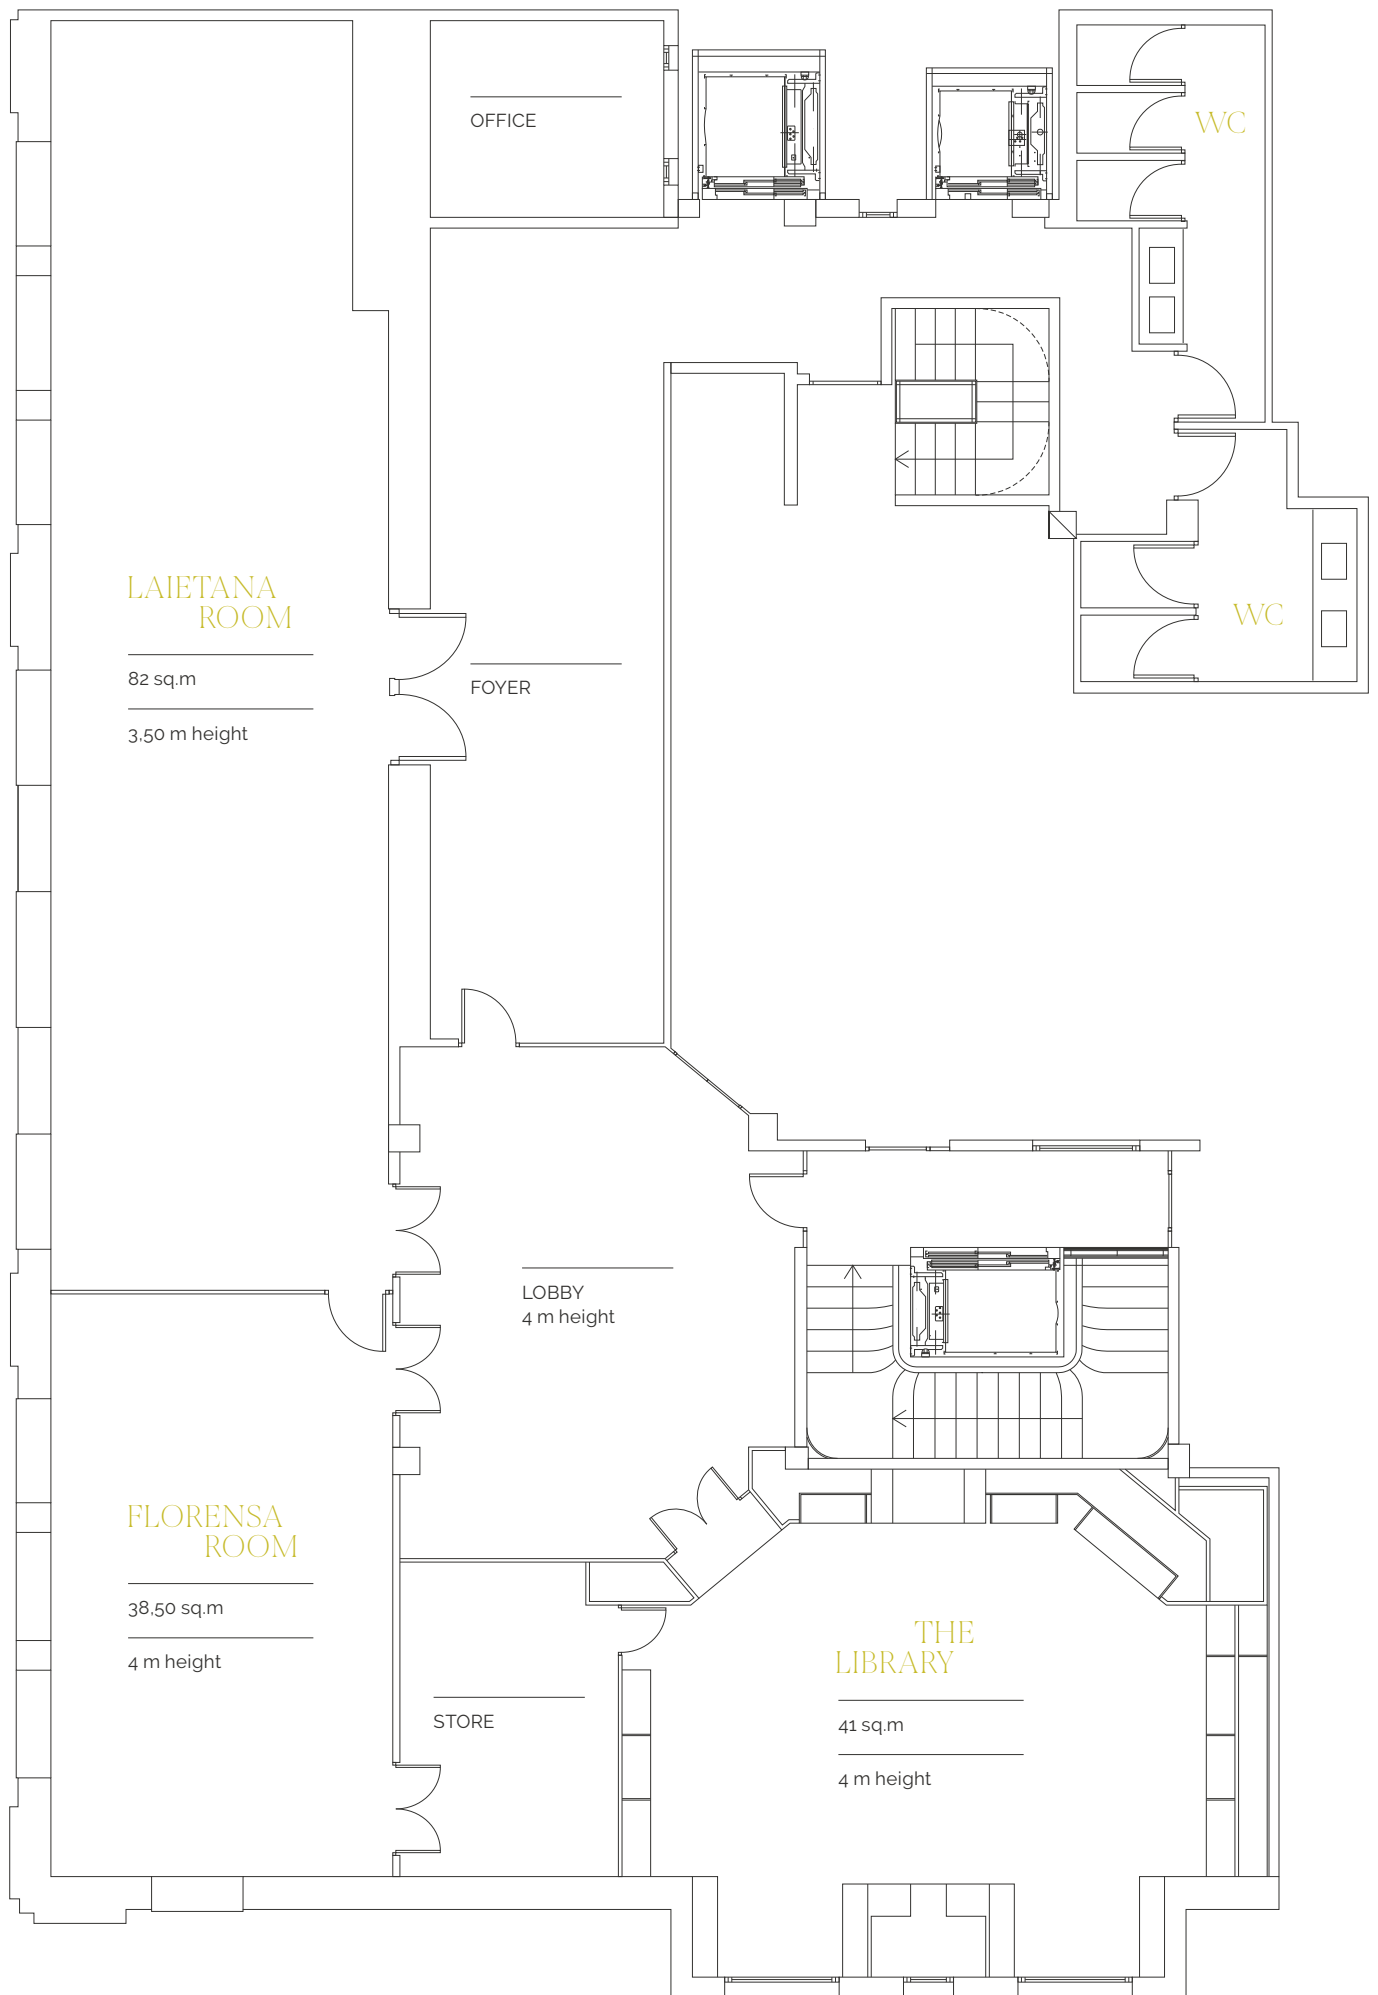 OFFICE
WC
LAIETANA
ROOM
82 sq.m
3,50 m height
FOYER
WC
LOBBY
4 m height
FLORENSA
ROOM
38,50 sq.m
4 m height
STORE
THE
LIBRARY
41 sq.m
4 m height